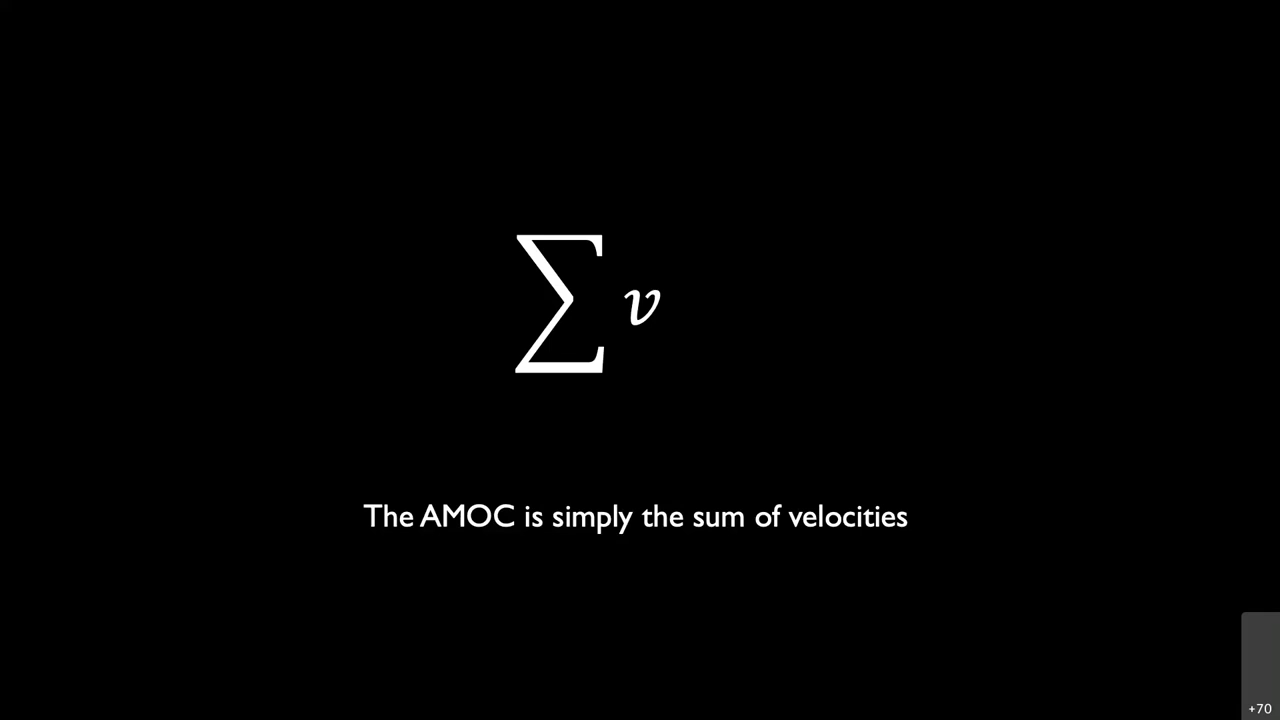 ∑ v
The AMOC is simply the sum of velocities
+70